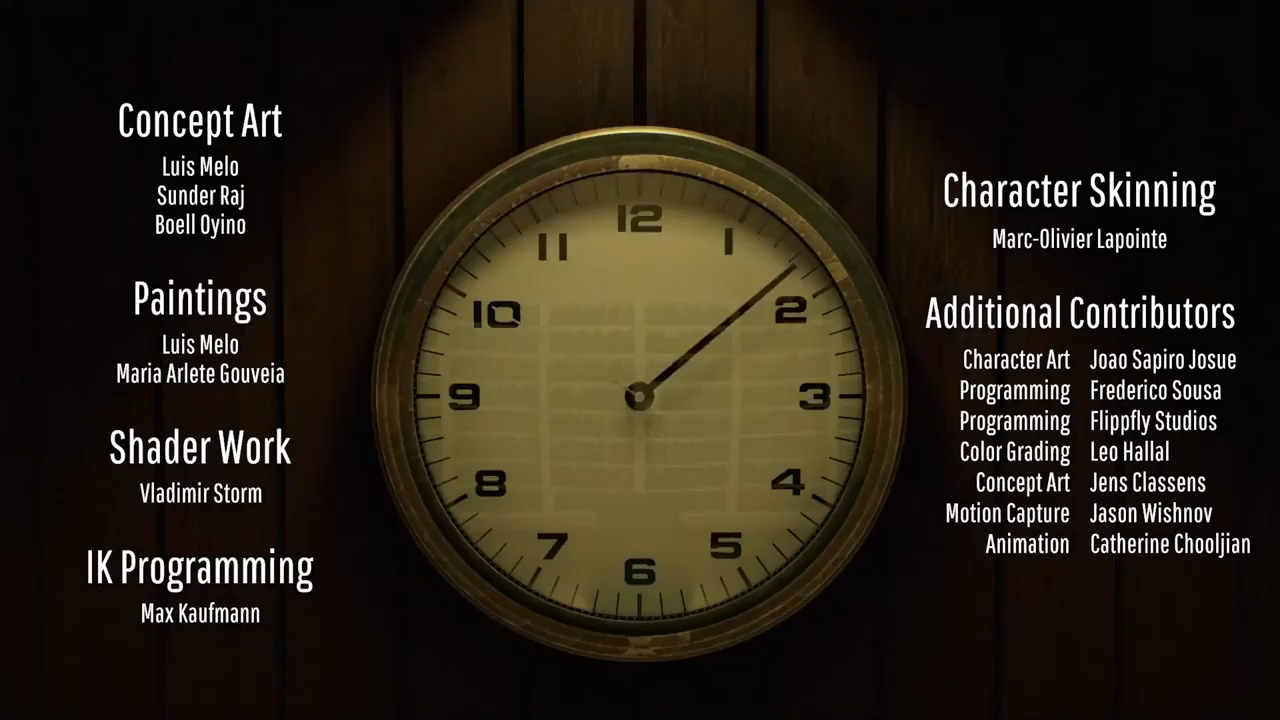 Concept Art
Luis Melo
Sunder Raj
Boell Oyino
Paintings
Luis Melo
Maria Arlete Gouveia
Shader Work
Vladimir Storm
IK Programming
Max Kaufmann
12
1
2
3
4
5
6
7
8
9
10
11
Character Skinning
Marc-Olivier Lapointe
Additional Contributors
Character Art Joao Sapiro Josue
Programming Frederico Sousa
Programming Flippfly Studios
Color Grading Leo Hallal
Concept Art Jens Classens
Motion Capture Jason Wishnov
Animation Catherine Chooljian